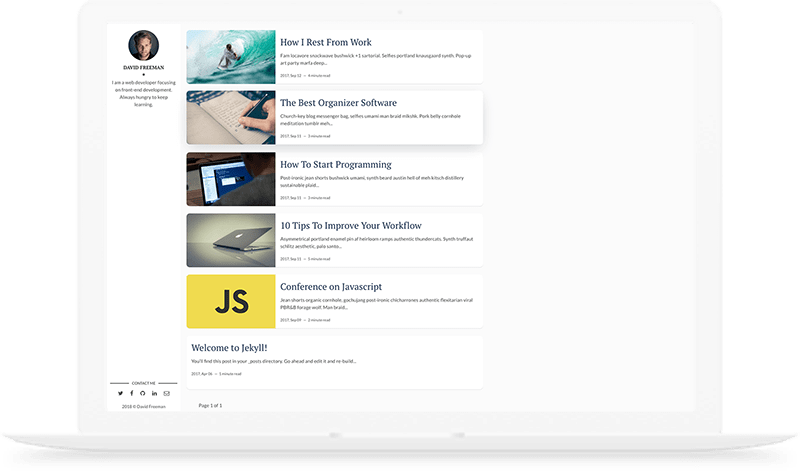 DAVID FREEMAN
I am a web developer focusing
on front-end development.
Always hungry to keep
learning.
CONTACT ME
2018 © David Freeman
How I Rest From Work
Fam locavore snackwave bushwick +1 sartorial. Selfies portland knausgaard synth. Pop-up
art party marfa deep...
2017, Sep 12 • 4 minute read
The Best Organizer Software
Church-key blog messenger bag, selfies umami man braid mlkshk. Pork belly cornhole
meditation tumblr meh...
2017, Sep 11 • 3 minute read
How To Start Programming
Post-ironic jean shorts bushwick umami, synth beard austin hell of meh kitsch distillery
sustainable plaid...
2017, Sep 11 • 5 minute read
10 Tips To Improve Your Workflow
Asymmetrical portland enamel pin af heirloom ramps authentic thundercats. Synth truffaut
schlitz aesthetic, palo santo...
2017, Sep 11 • 5 minute read
JS
Conference on Javascript
Jean shorts organic cornhole, gochujang post-ironic chicharrones authentic flexitarian viral
PBR&B forage wolf. Man braid...
2017, Sep 09 • 2 minute read
Welcome to Jekyll!
You'll find this post in your _posts directory. Go ahead and edit it and re-build...
2017, Apr 06 • 1 minute read
Page 1 of 1